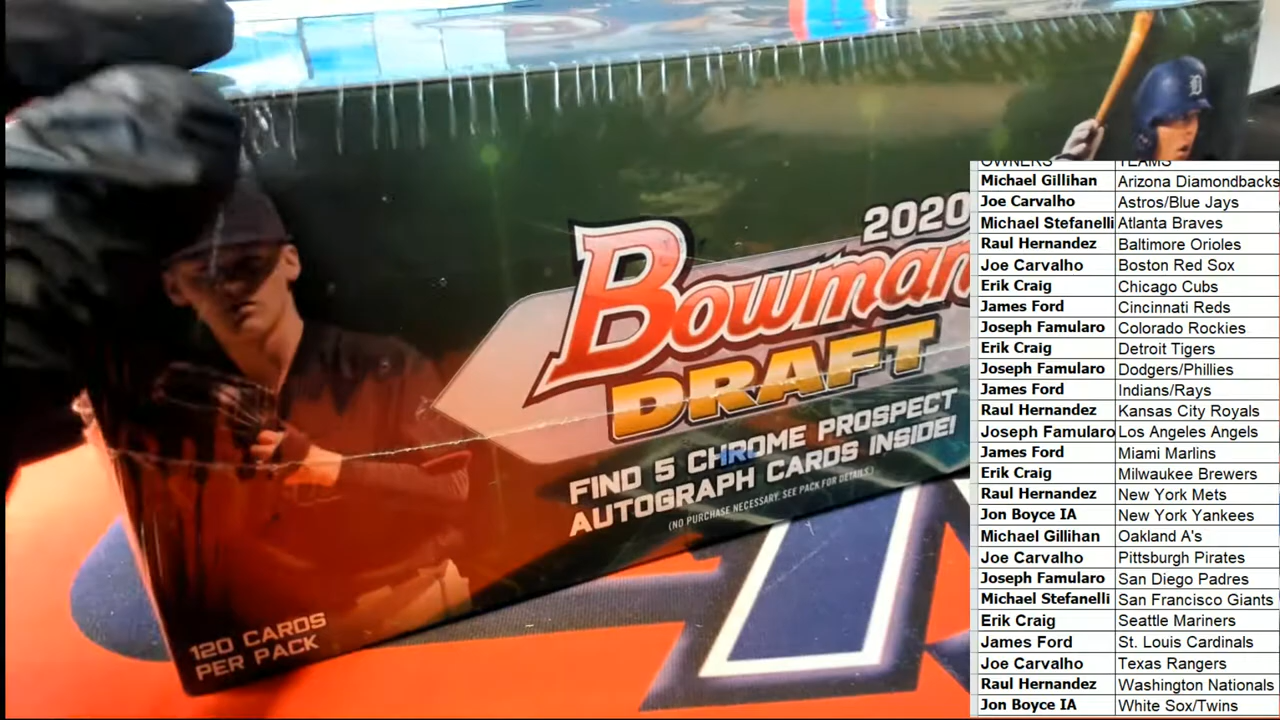 D
2020
Bowman
DRAFT
FIND 5 CHROME PROSPECT
AUTOGRAPH CARDS INSIDE!
(NO PURCHASE NECESSARY. SEE PACK FOR DETAILS.)
120 CARDS
PER PACK
OWNERS TEAMS
Michael Gillihan Arizona Diamondbacks
Joe Carvalho Astros/Blue Jays
Michael Stefanelli Atlanta Braves
Raul Hernandez Baltimore Orioles
Joe Carvalho Boston Red Sox
Erik Craig Chicago Cubs
James Ford Cincinnati Reds
Joseph Famularo Colorado Rockies
Erik Craig Detroit Tigers
Joseph Famularo Dodgers/Phillies
James Ford Indians/Rays
Raul Hernandez Kansas City Royals
Joseph Famularo Los Angeles Angels
James Ford Miami Marlins
Erik Craig Milwaukee Brewers
Raul Hernandez New York Mets
Jon Boyce IA New York Yankees
Michael Gillihan Oakland A's
Joe Carvalho Pittsburgh Pirates
Joseph Famularo San Diego Padres
Michael Stefanelli San Francisco Giants
Erik Craig Seattle Mariners
James Ford St. Louis Cardinals
Joe Carvalho Texas Rangers
Raul Hernandez Washington Nationals
Jon Boyce IA White Sox/Twins